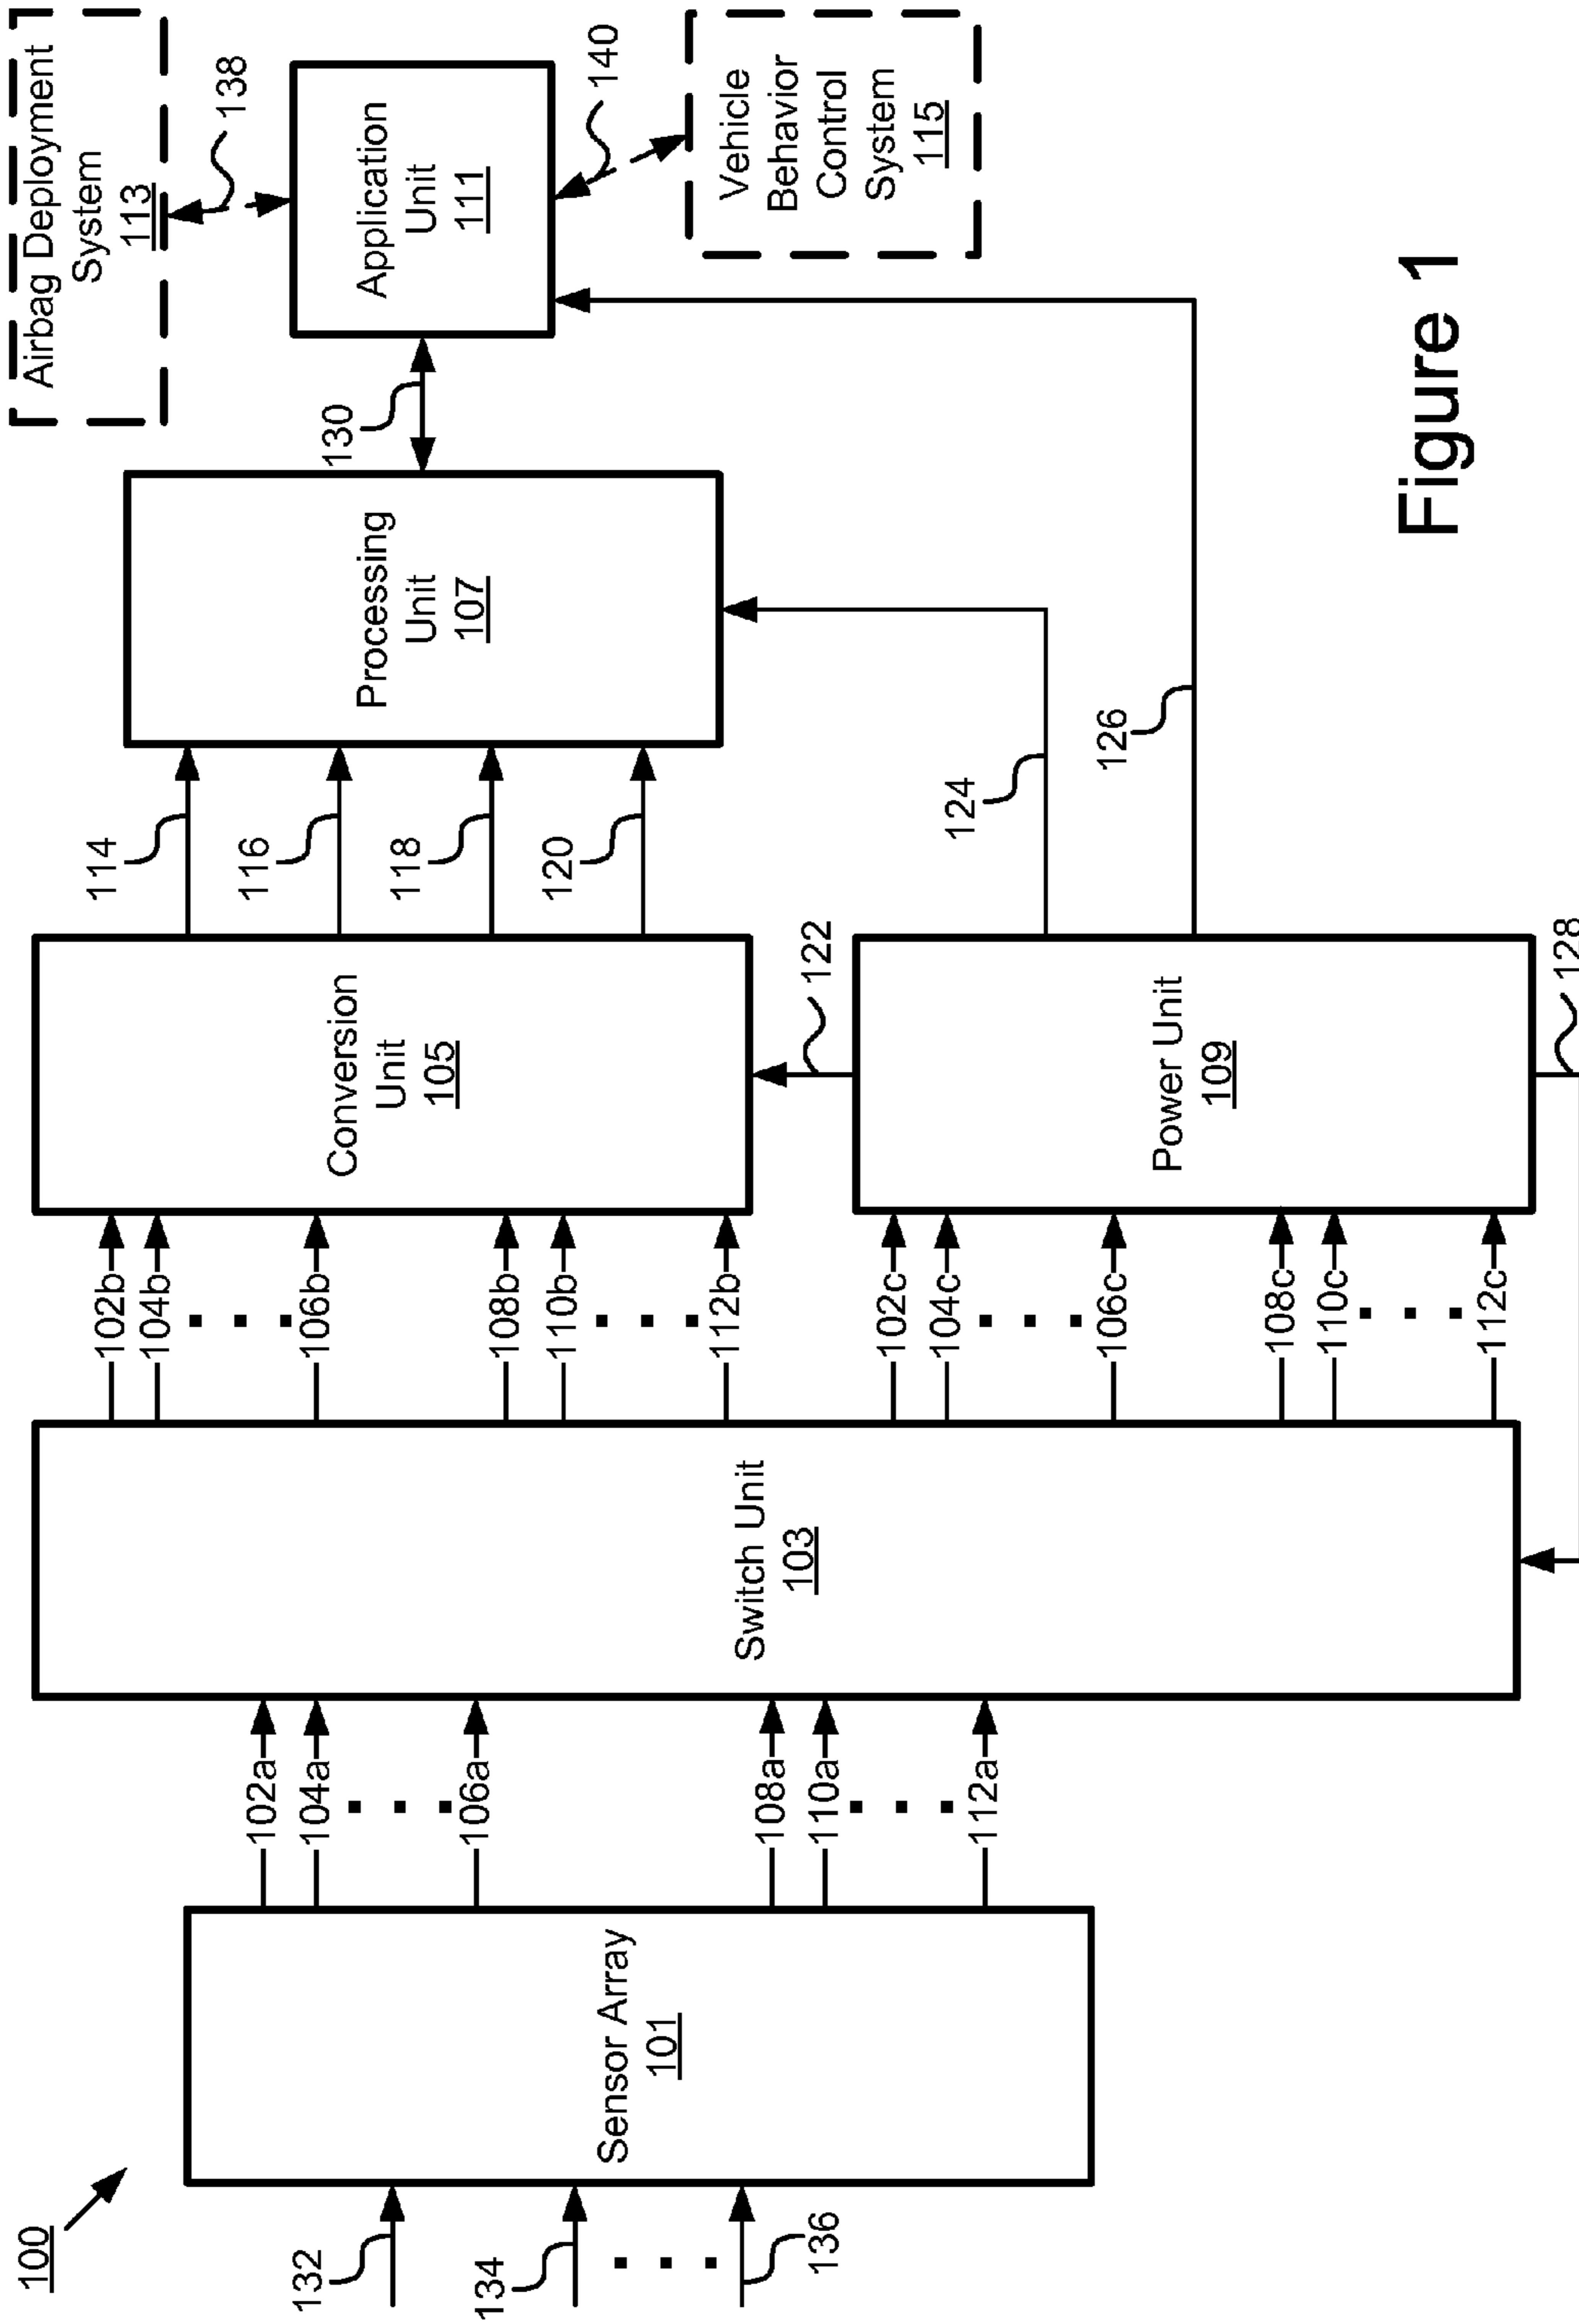 100
132
134
136
Sensor Array
101
102a
104a
106a
108a
110a
112a
Switch Unit
103
102b
104b
106b
108b
110b
112b
102c
104c
106c
108c
110c
112c
Conversion
Unit
105
122
Power Unit
109
128
114
116
118
120
124
126
Processing
Unit
107
130
Application
Unit
111
Airbag Deployment
System
113
138
140
Vehicle
Behavior
Control
System
115
Figure 1